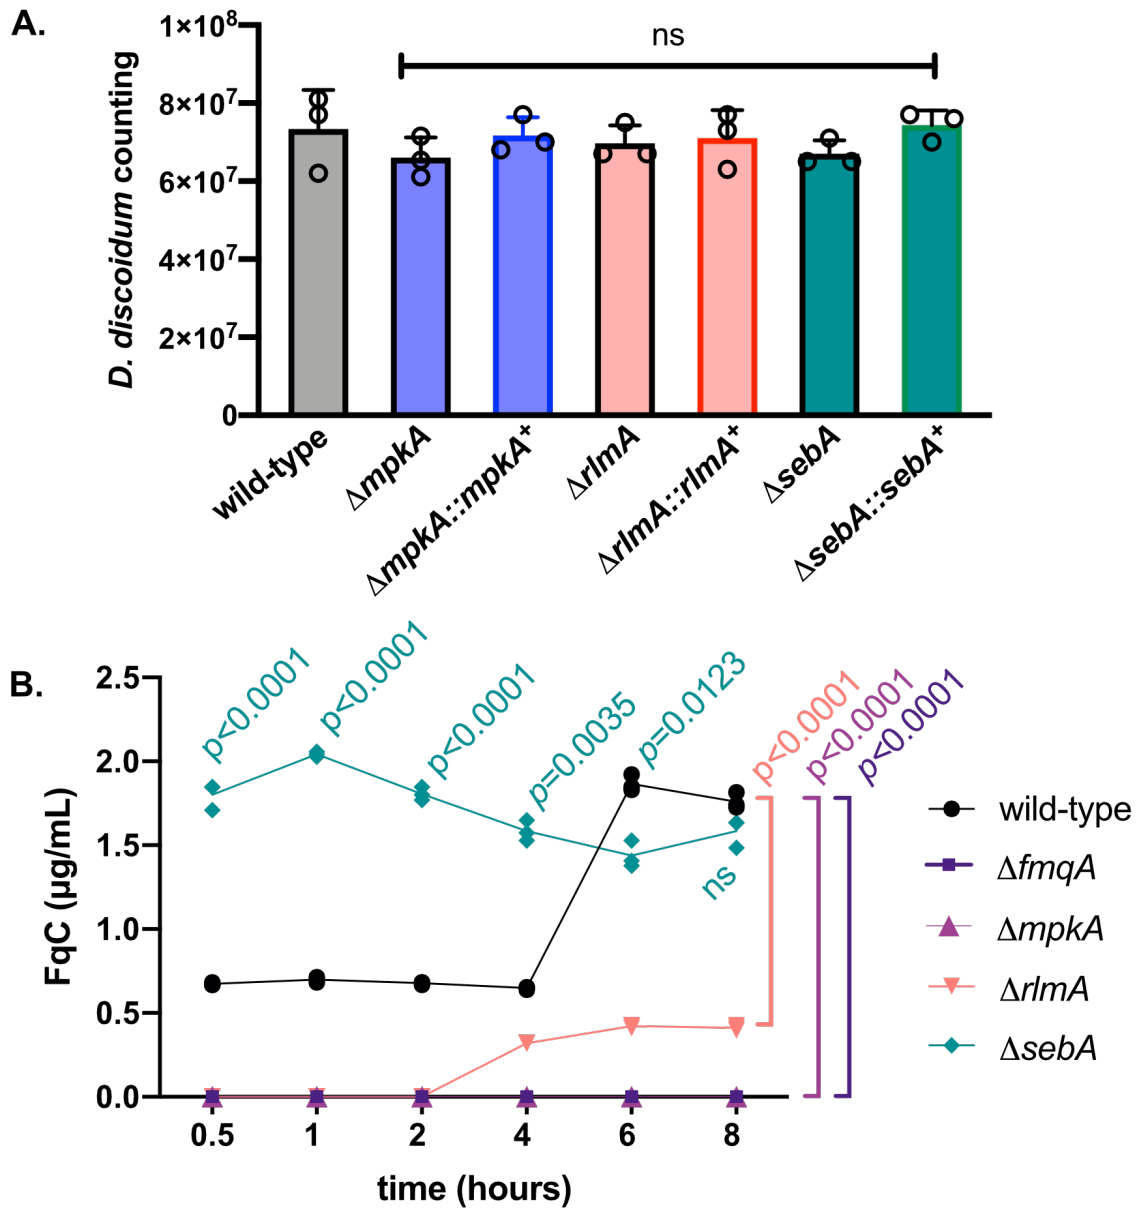 A.
D. discoidum counting
1×10⁸
8×10⁷
6×10⁷
4×10⁷
2×10⁷
0
ns
wild-type
ΔmpkA
ΔmpkA::mpkA⁺
ΔrlmA
ΔrlmA::rlmA⁺
ΔsebA
ΔsebA::sebA⁺
B.
FqC (µg/mL)
2.5
2.0
1.5
1.0
0.5
0.0
p<0.0001
p<0.0001
p<0.0001
p=0.0035
p=0.0123
ns
p<0.0001
p<0.0001
p<0.0001
wild-type
ΔfmqA
ΔmpkA
ΔrlmA
ΔsebA
0.5 1 2 4 6 8
time (hours)